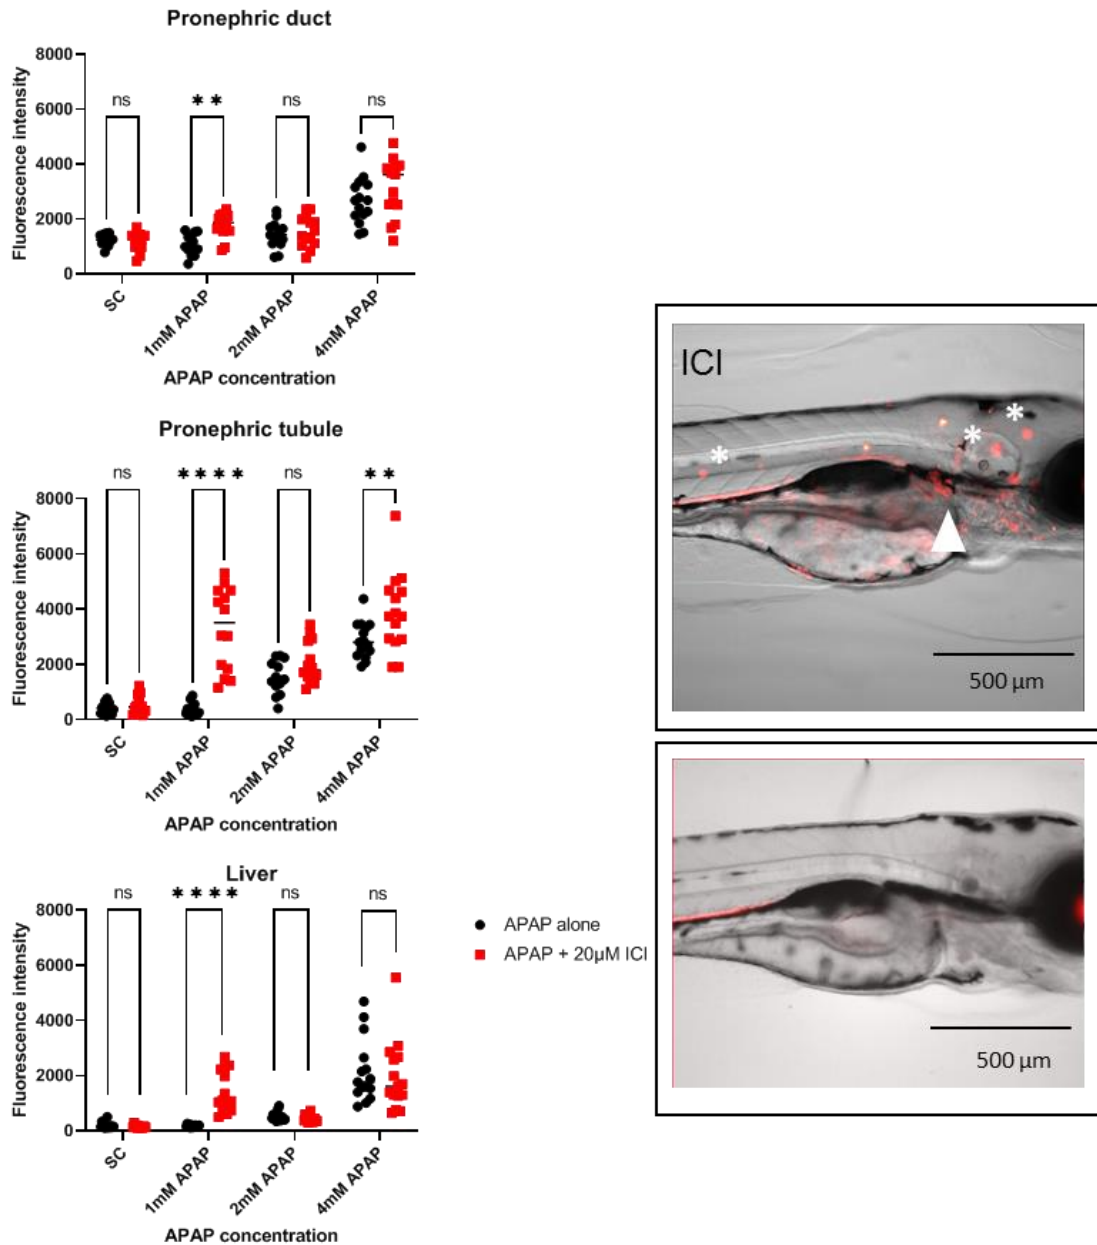 Pronephric duct
8000
6000
4000
2000
0
Fluorescence intensity
ns
**
ns
ns
SC
1mM APAP
2mM APAP
4mM APAP
APAP concentration
Pronephric tubule
8000
6000
4000
2000
0
Fluorescence intensity
ns
****
ns
**
SC
1mM APAP
2mM APAP
4mM APAP
APAP concentration
Liver
8000
6000
4000
2000
0
Fluorescence intensity
ns
****
ns
ns
SC
1mM APAP
2mM APAP
4mM APAP
APAP concentration
APAP alone
APAP + 20µM ICI
ICI
*
*
*
500 µm
500 µm